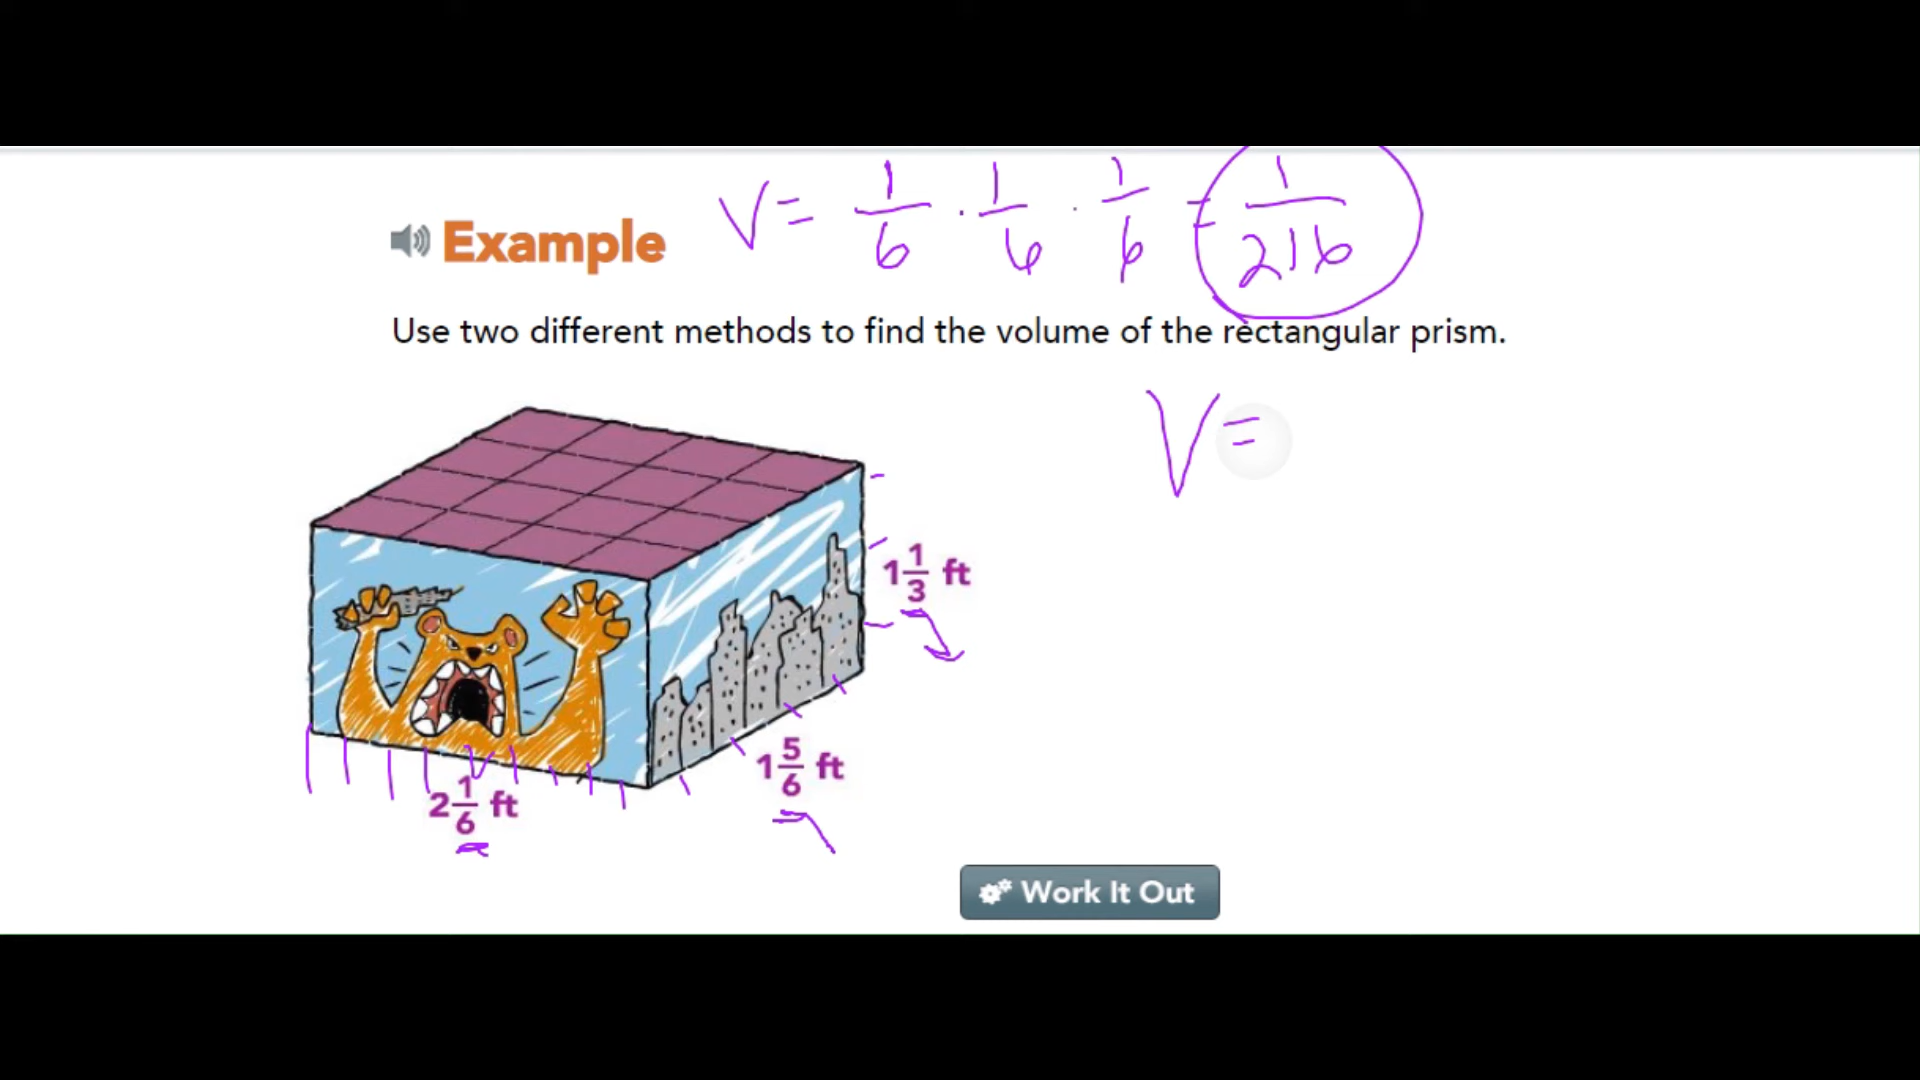 V = 1/6 · 1/6 · 1/6 = 1/216
Example
Use two different methods to find the volume of the rectangular prism.
V =
1 1/3 ft
1 5/6 ft
2 1/6 ft
Work It Out